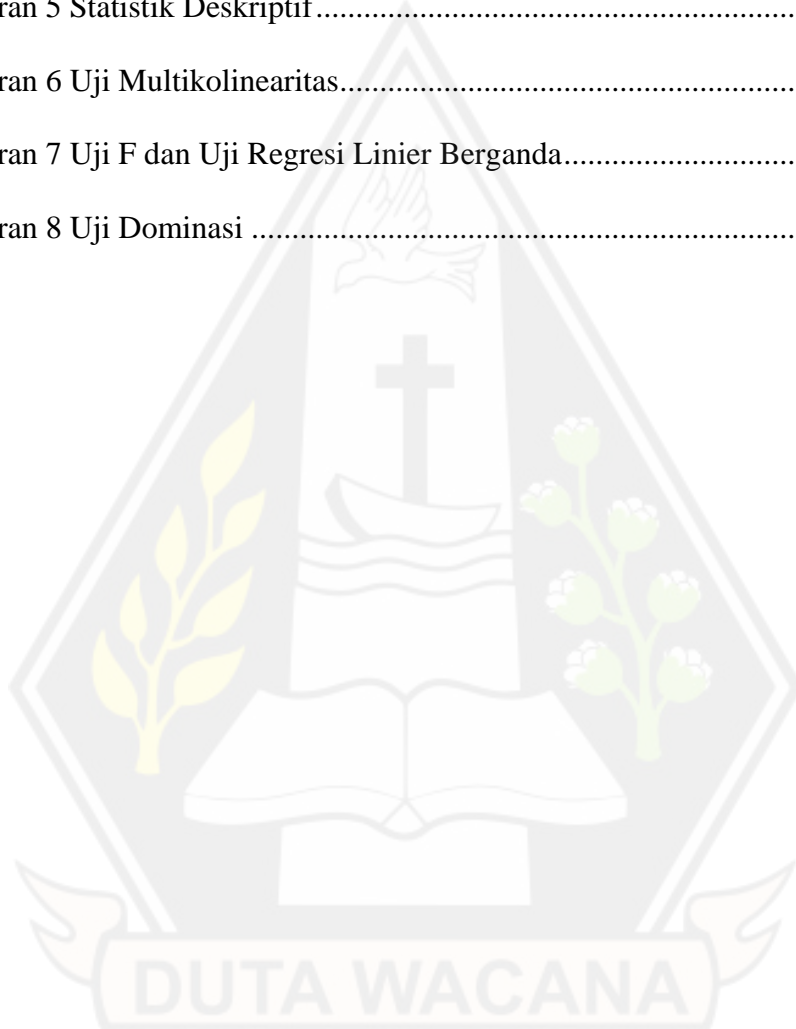 ran 5 Statistik Deskriptif............................................................
ran 6 Uji Multikolinearitas.........................................................
ran 7 Uji F dan Uji Regresi Linier Berganda.............................
ran 8 Uji Dominasi ....................................................................
DUTA WACANA